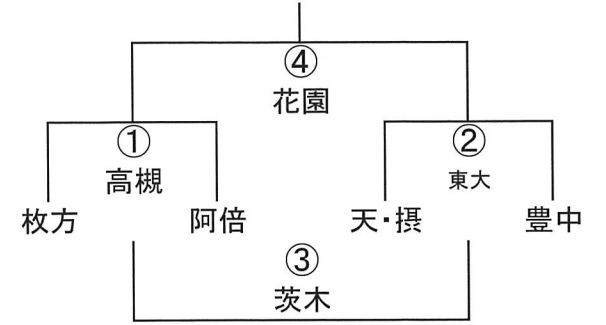 ④
花園
① ②
高槻 東大
枚方 阿倍 天・摂 豊中
③
茨木